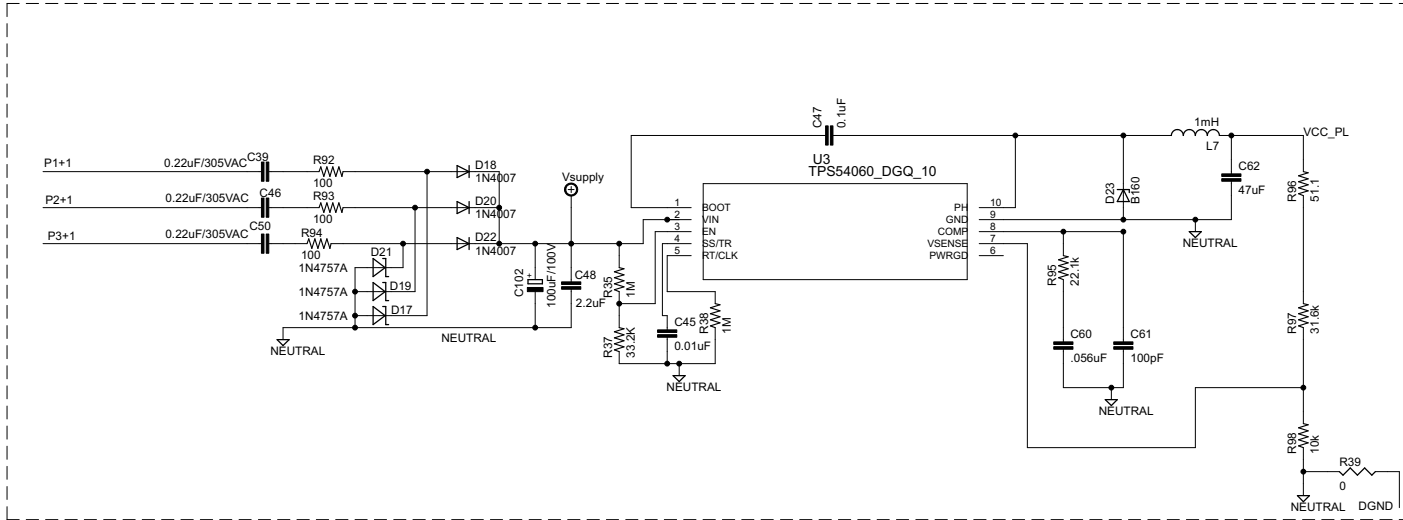 P1+1
0.22uF/305VAC
C39
R92
100
P2+1
0.22uF/305VAC
C46
R93
100
P3+1
0.22uF/305VAC
C50
R94
100
D18
1N4007
D20
1N4007
D22
1N4007
D21
1N4757A
D19
1N4757A
D17
1N4757A
NEUTRAL
NEUTRAL
Vsupply
C102
+
100uF/100V
C48
2.2uF
R35
1M
R37
33.2K
C45
0.01uF
R38
1M
NEUTRAL
C47
0.1uF
U3
TPS54060_DGQ_10
1 BOOT
2 VIN
3 EN
4 SS/TR
5 RT/CLK
PH 10
GND 9
COMP 8
VSENSE 7
PWRGD 6
D23
B160
1mH
L7
VCC_PL
C62
47uF
NEUTRAL
R96
51.1
R95
22.1k
C60
.056uF
C61
100pF
NEUTRAL
R97
31.6k
R98
10k
R39
0
NEUTRAL
DGND